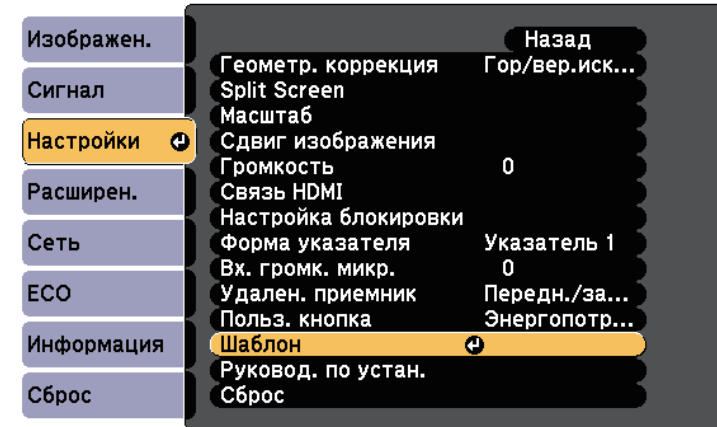 Изображен.
Сигнал
Настройки
Расширен.
Сеть
ECO
Информация
Сброс
Назад
Геометр. коррекция Гор/вер.иск...
Split Screen
Масштаб
Сдвиг изображения
Громкость 0
Связь HDMI
Настройка блокировки
Форма указателя Указатель 1
Вх. громк. микр. 0
Удален. приемник Передн./за...
Польз. кнопка Энергопотр...
Шаблон
Руковод. по устан.
Сброс